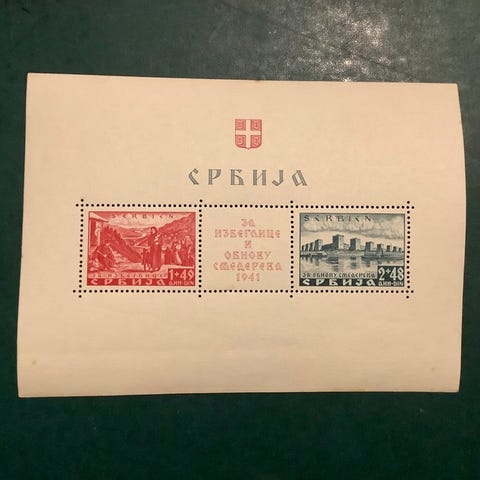 СРБИЈА
SERBIEN
1+49
ЗА ИЗБЕГЛИЦЕ
СРБИЈА ДИН-DIN
ЗА
ИЗБЕГЛИЦЕ
И
ОБНОВУ
СМЕДЕРЕВА
1941
SERBIEN
ЗА ОБНОВУ СМЕДЕРЕВА
2+48
СРБИЈА ДИН-DIN